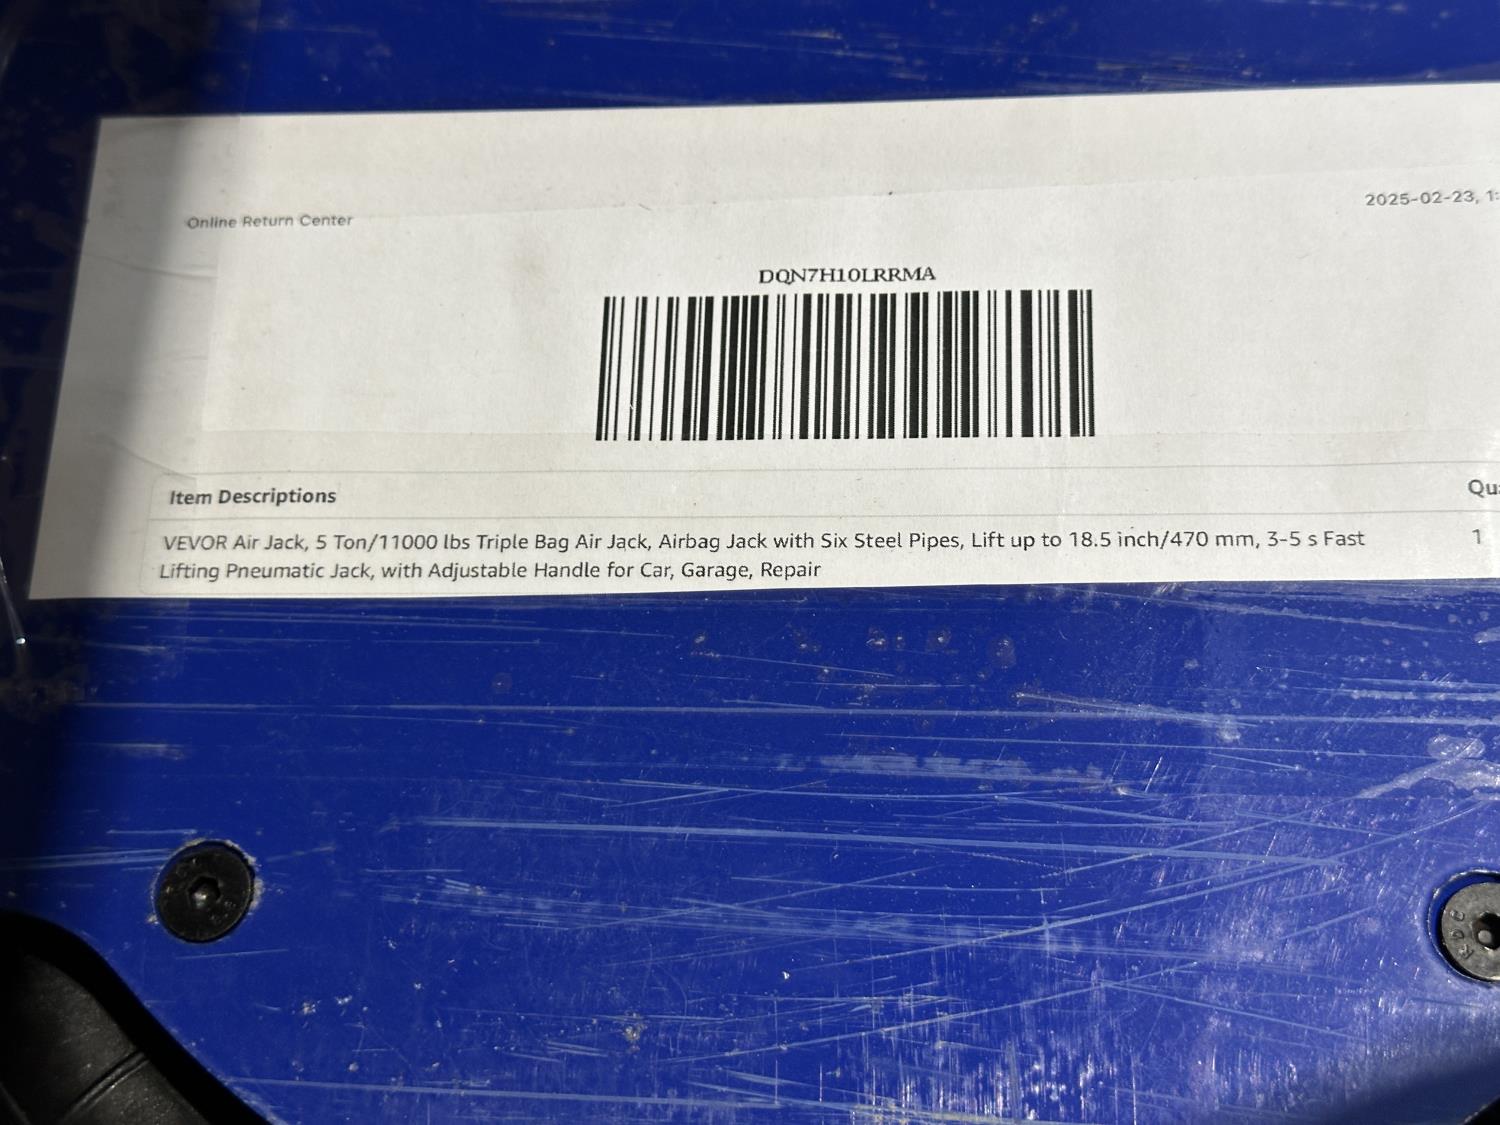 Online Return Center
2025-02-23, 1:
DQN7H10LRRMA
Item Descriptions
VEVOR Air Jack, 5 Ton/11000 lbs Triple Bag Air Jack, Airbag Jack with Six Steel Pipes, Lift up to 18.5 inch/470 mm, 3-5 s Fast
1
Lifting Pneumatic Jack, with Adjustable Handle for Car, Garage, Repair